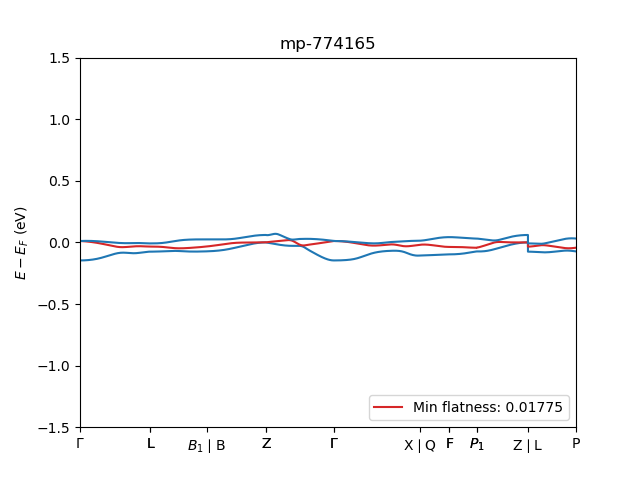 mp-774165
1.5
1.0
0.5
0.0
−0.5
−1.0
−1.5
E − E_F (eV)
Min flatness: 0.01775
Γ L B₁ | B Z Γ X | Q F P₁ Z | L P